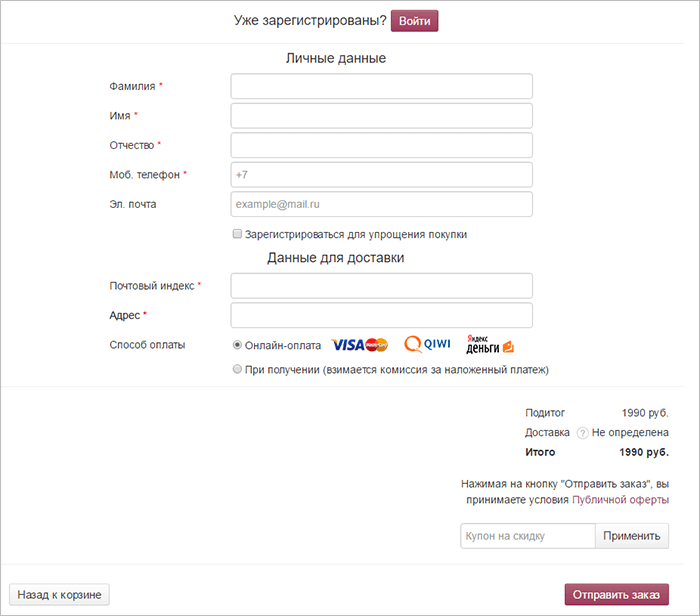 Уже зарегистрированы? Войти
Личные данные
Фамилия *
Имя *
Отчество *
Моб. телефон * +7
Эл. почта example@mail.ru
Зарегистрироваться для упрощения покупки
Данные для доставки
Почтовый индекс *
Адрес *
Способ оплаты Онлайн-оплата VISA MasterCard QIWI Яндекс деньги
При получении (взимается комиссия за наложенный платеж)
Подитог 1990 руб.
Доставка ? Не определена
Итого 1990 руб.
Нажимая на кнопку "Отправить заказ", вы
принимаете условия Публичной оферты
Купон на скидку Применить
Назад к корзине Отправить заказ